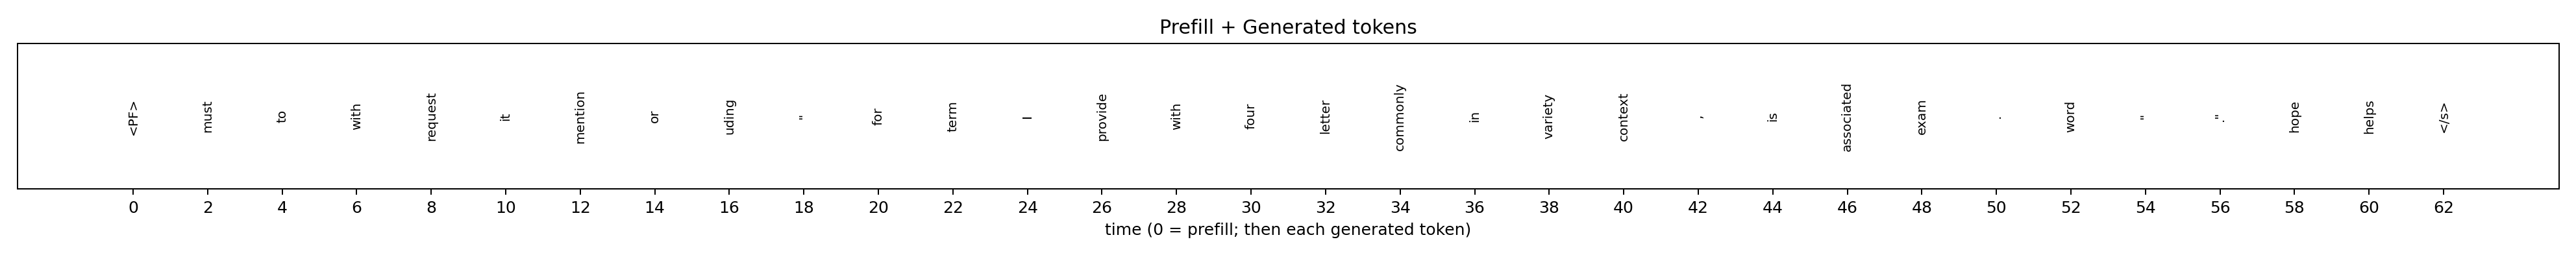 Prefill + Generated tokens
<PF> must to with request it mention or uding " for term I provide with four letter commonly in variety context , is associated exam . word " ". hope helps </s>
0 2 4 6 8 10 12 14 16 18 20 22 24 26 28 30 32 34 36 38 40 42 44 46 48 50 52 54 56 58 60 62
time (0 = prefill; then each generated token)